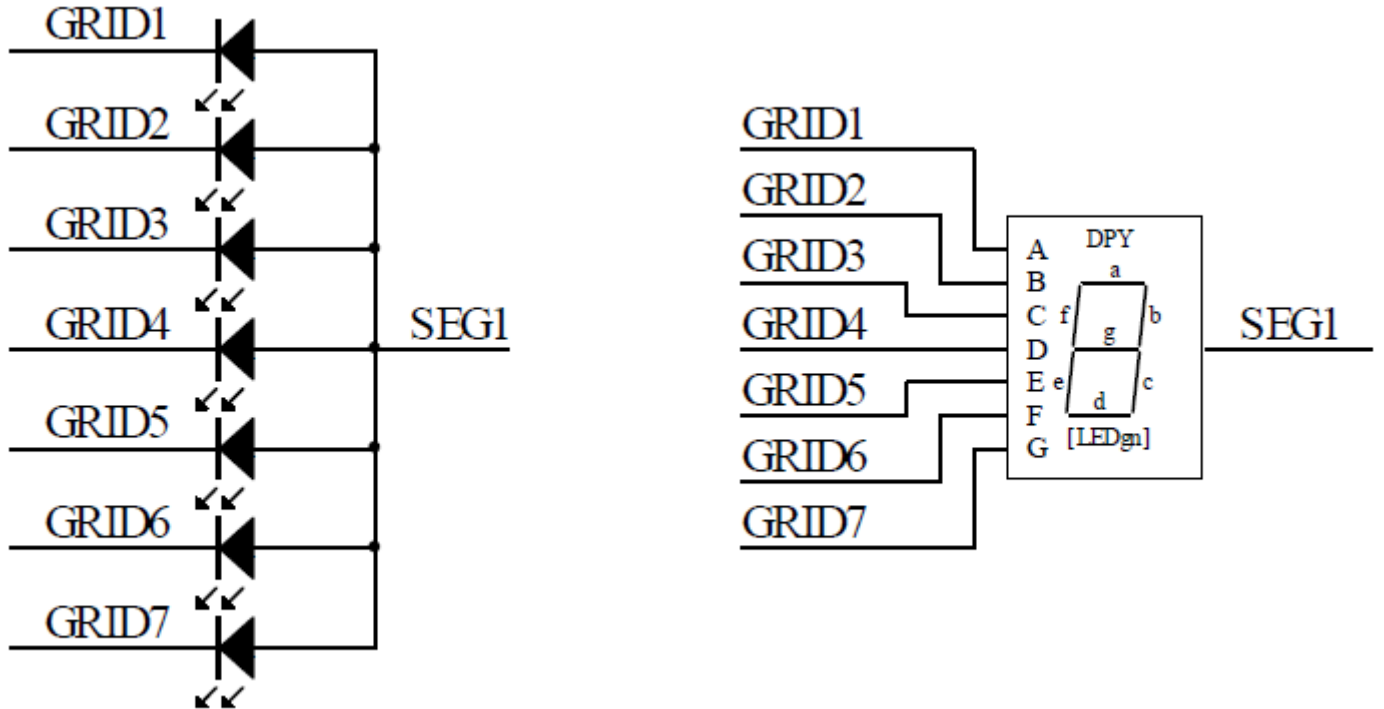 GRID1
GRID2
GRID3
GRID4
GRID5
GRID6
GRID7
SEG1
GRID1
GRID2
GRID3
GRID4
GRID5
GRID6
GRID7
A
B
C
D
E
F
G
DPY
a
f
b
g
e
c
d
[LEDgn]
SEG1